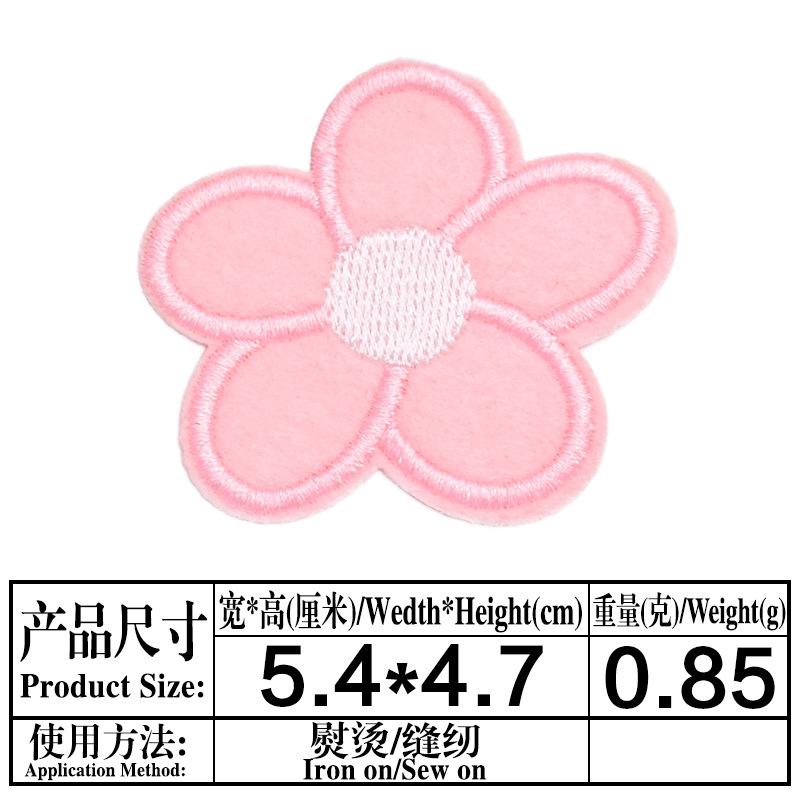 产品尺寸
Product Size:
宽*高(厘米)/Wedth*Height(cm)
重量(克)/Weight(g)
5.4*4.7
0.85
使用方法:
Application Method:
熨烫/缝纫
Iron on/Sew on